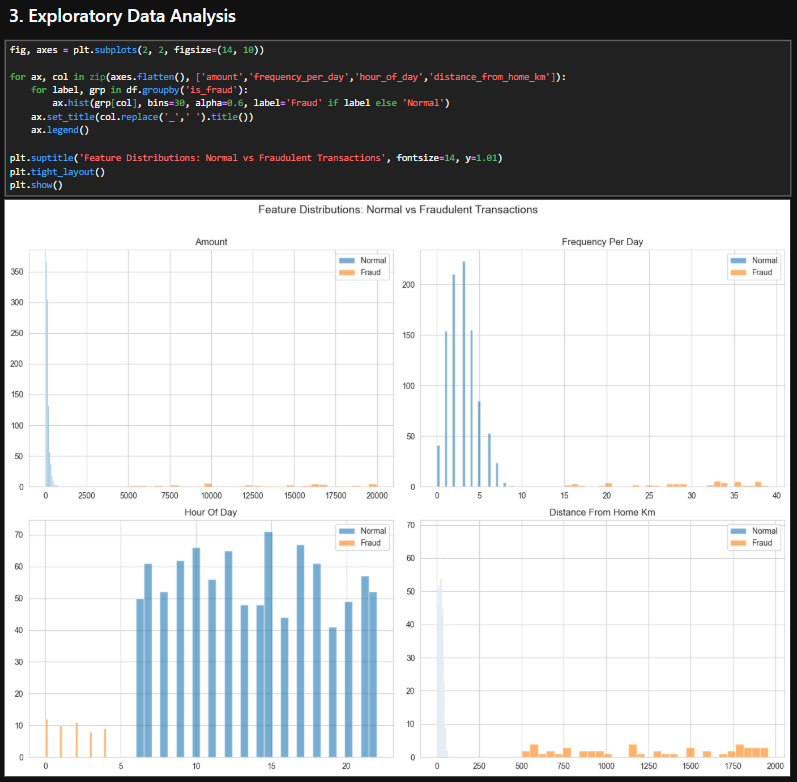 3. Exploratory Data Analysis
fig, axes = plt.subplots(2, 2, figsize=(14, 10))
for ax, col in zip(axes.flatten(), ['amount','frequency_per_day','hour_of_day','distance_from_home_km']):
    for label, grp in df.groupby('is_fraud'):
        ax.hist(grp[col], bins=30, alpha=0.6, label='Fraud' if label else 'Normal')
    ax.set_title(col.replace('_',' ').title())
    ax.legend()
plt.suptitle('Feature Distributions: Normal vs Fraudulent Transactions', fontsize=14, y=1.01)
plt.tight_layout()
plt.show()
Feature Distributions: Normal vs Fraudulent Transactions
Amount
Normal
Fraud
350
300
250
200
150
100
50
0
0 2500 5000 7500 10000 12500 15000 17500 20000
Frequency Per Day
Normal
Fraud
200
150
100
50
0
0 5 10 15 20 25 30 35 40
Hour Of Day
Normal
Fraud
70
60
50
40
30
20
10
0
0 5 10 15 20
Distance From Home Km
Normal
Fraud
70
60
50
40
30
20
10
0
0 250 500 750 1000 1250 1500 1750 2000